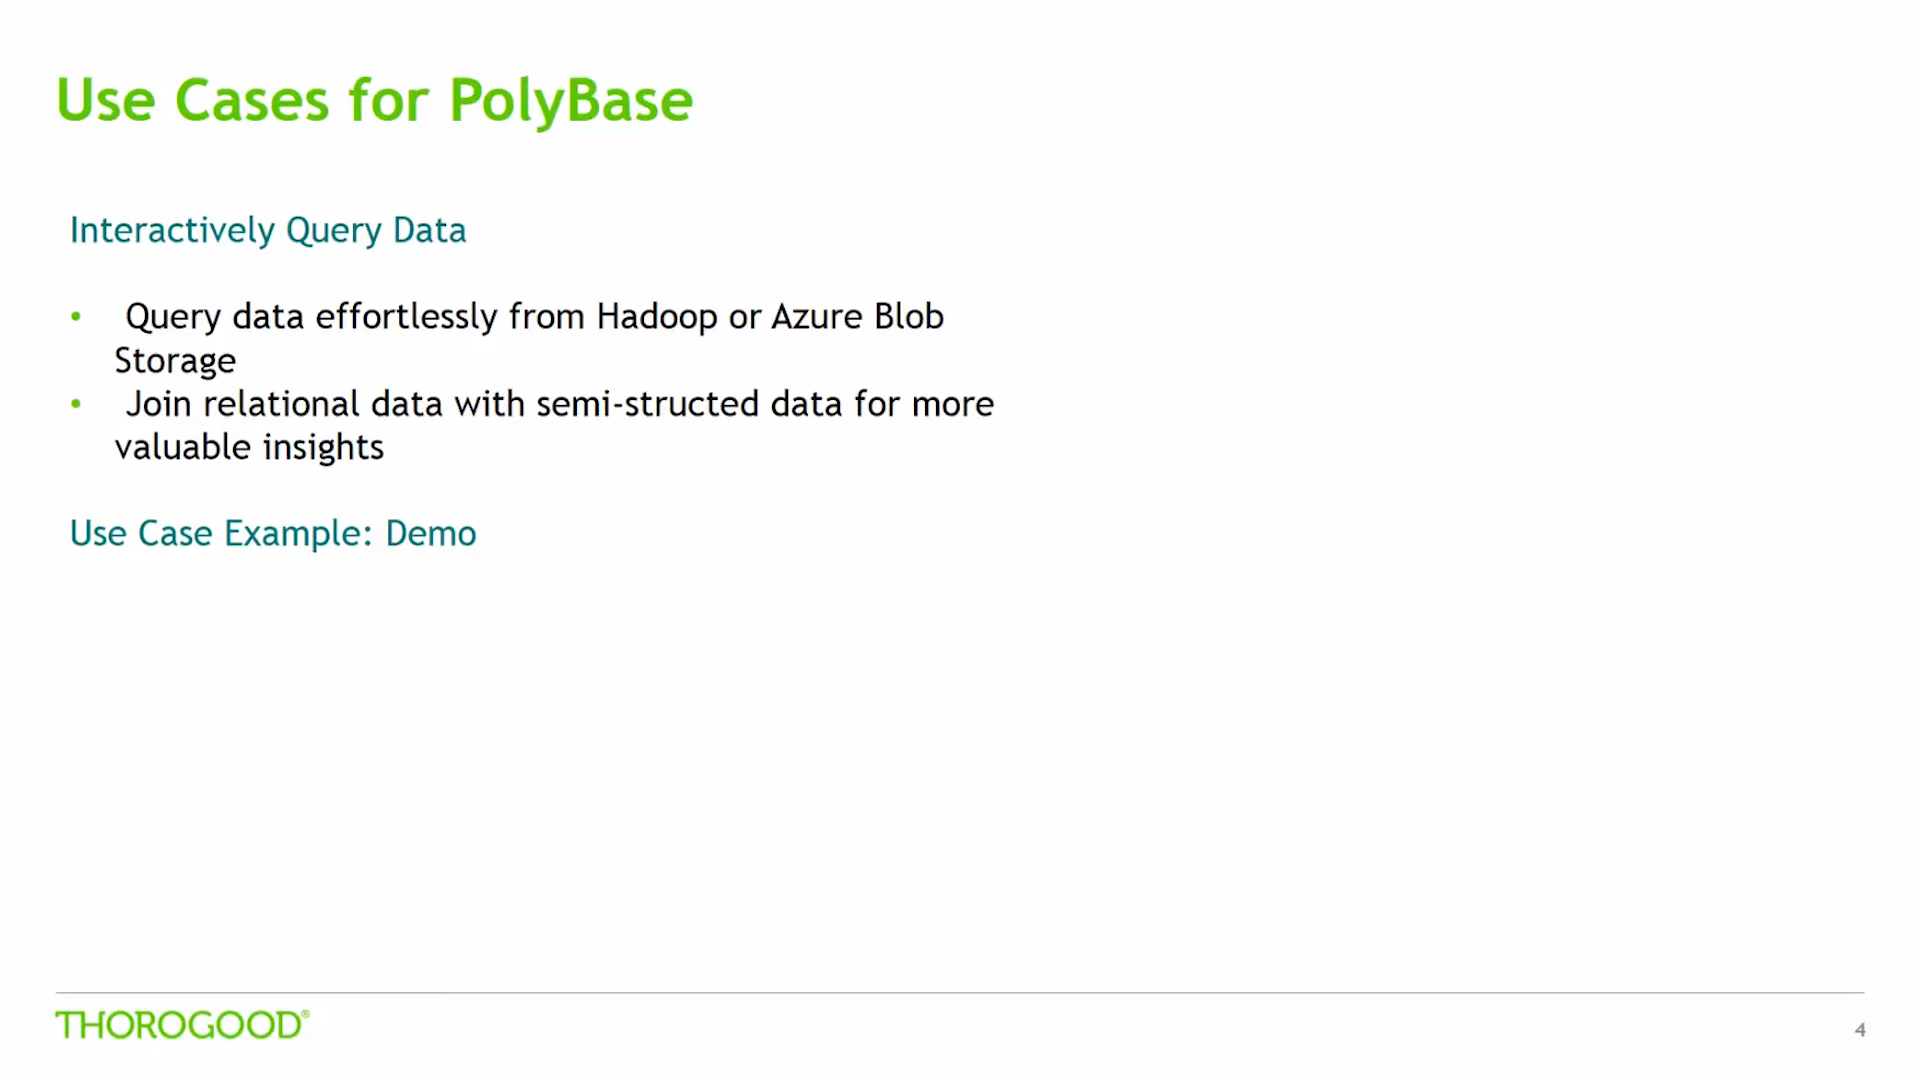 Use Cases for PolyBase
Interactively Query Data
• Query data effortlessly from Hadoop or Azure Blob
Storage
• Join relational data with semi-structed data for more
valuable insights
Use Case Example: Demo
THOROGOOD®
4